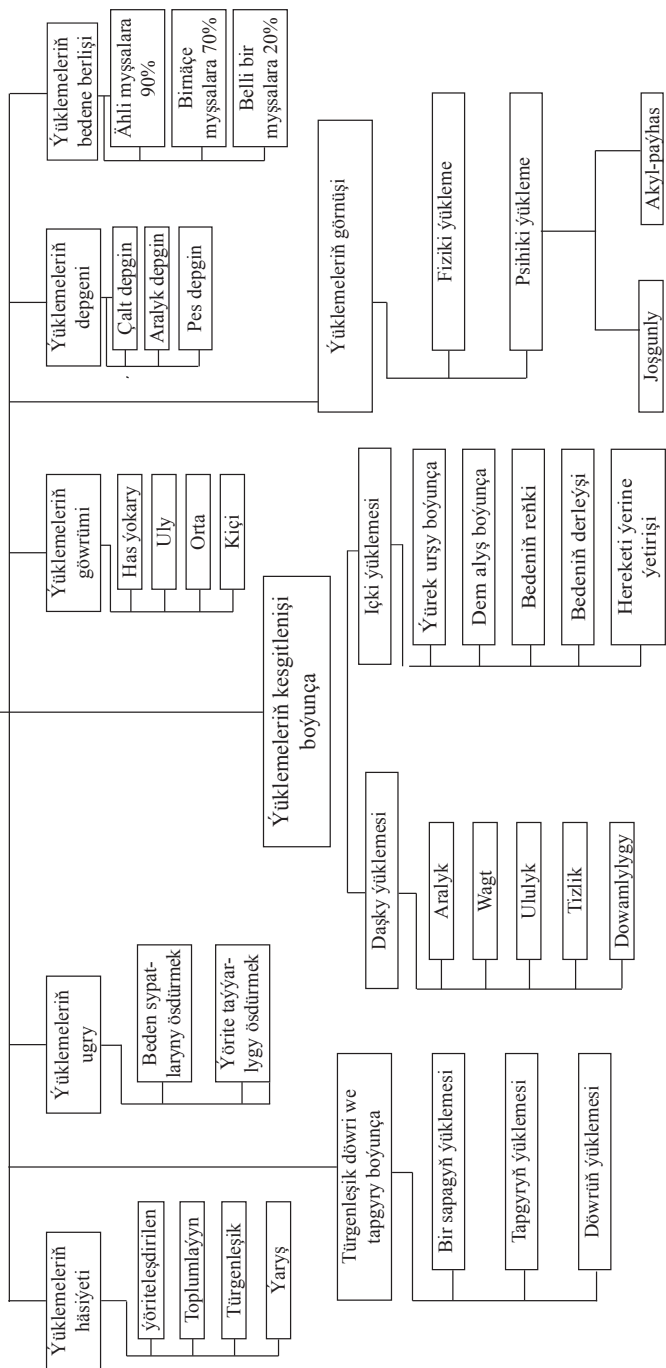 Ýüklemeleriň
häsiýeti
ýöriteleşdirilen
Toplumlaýyn
Türgenleşik
Ýaryş
Ýüklemeleriň
ugry
Beden sypat-
laryny ösdürmek
Yörite taýýar-
lygy ösdürmek
Ýüklemeleriň
göwrümi
Has ýokary
Uly
Orta
Kiçi
Ýüklemeleriň
depgeni
Çalt depgin
Aralyk depgin
Pes depgin
Ýüklemeleriň
bedene berlişi
Ähli myşsalara
90%
Birnäçe
myşsalara 70%
Belli bir
myşsalara 20%
Türgenleşik döwri we
tapgyry boýunça
Bir sapagyň ýüklemesi
Tapgyryň ýüklemesi
Döwrüň ýüklemesi
Ýüklemeleriň kesgitlenişi
boýunça
Daşky ýüklemesi
Aralyk
Wagt
Ululyk
Tizlik
Dowamlylygy
Içki ýüklemesi
Ýürek urşy boýunça
Dem alyş boýunça
Bedeniň reňki
Bedeniň derleýşi
Hereketi ýerine
ýetirişi
Ýüklemeleriň görnüşi
Fiziki ýükleme
Psihiki ýükleme
Joşgunly
Akyl-paýhas